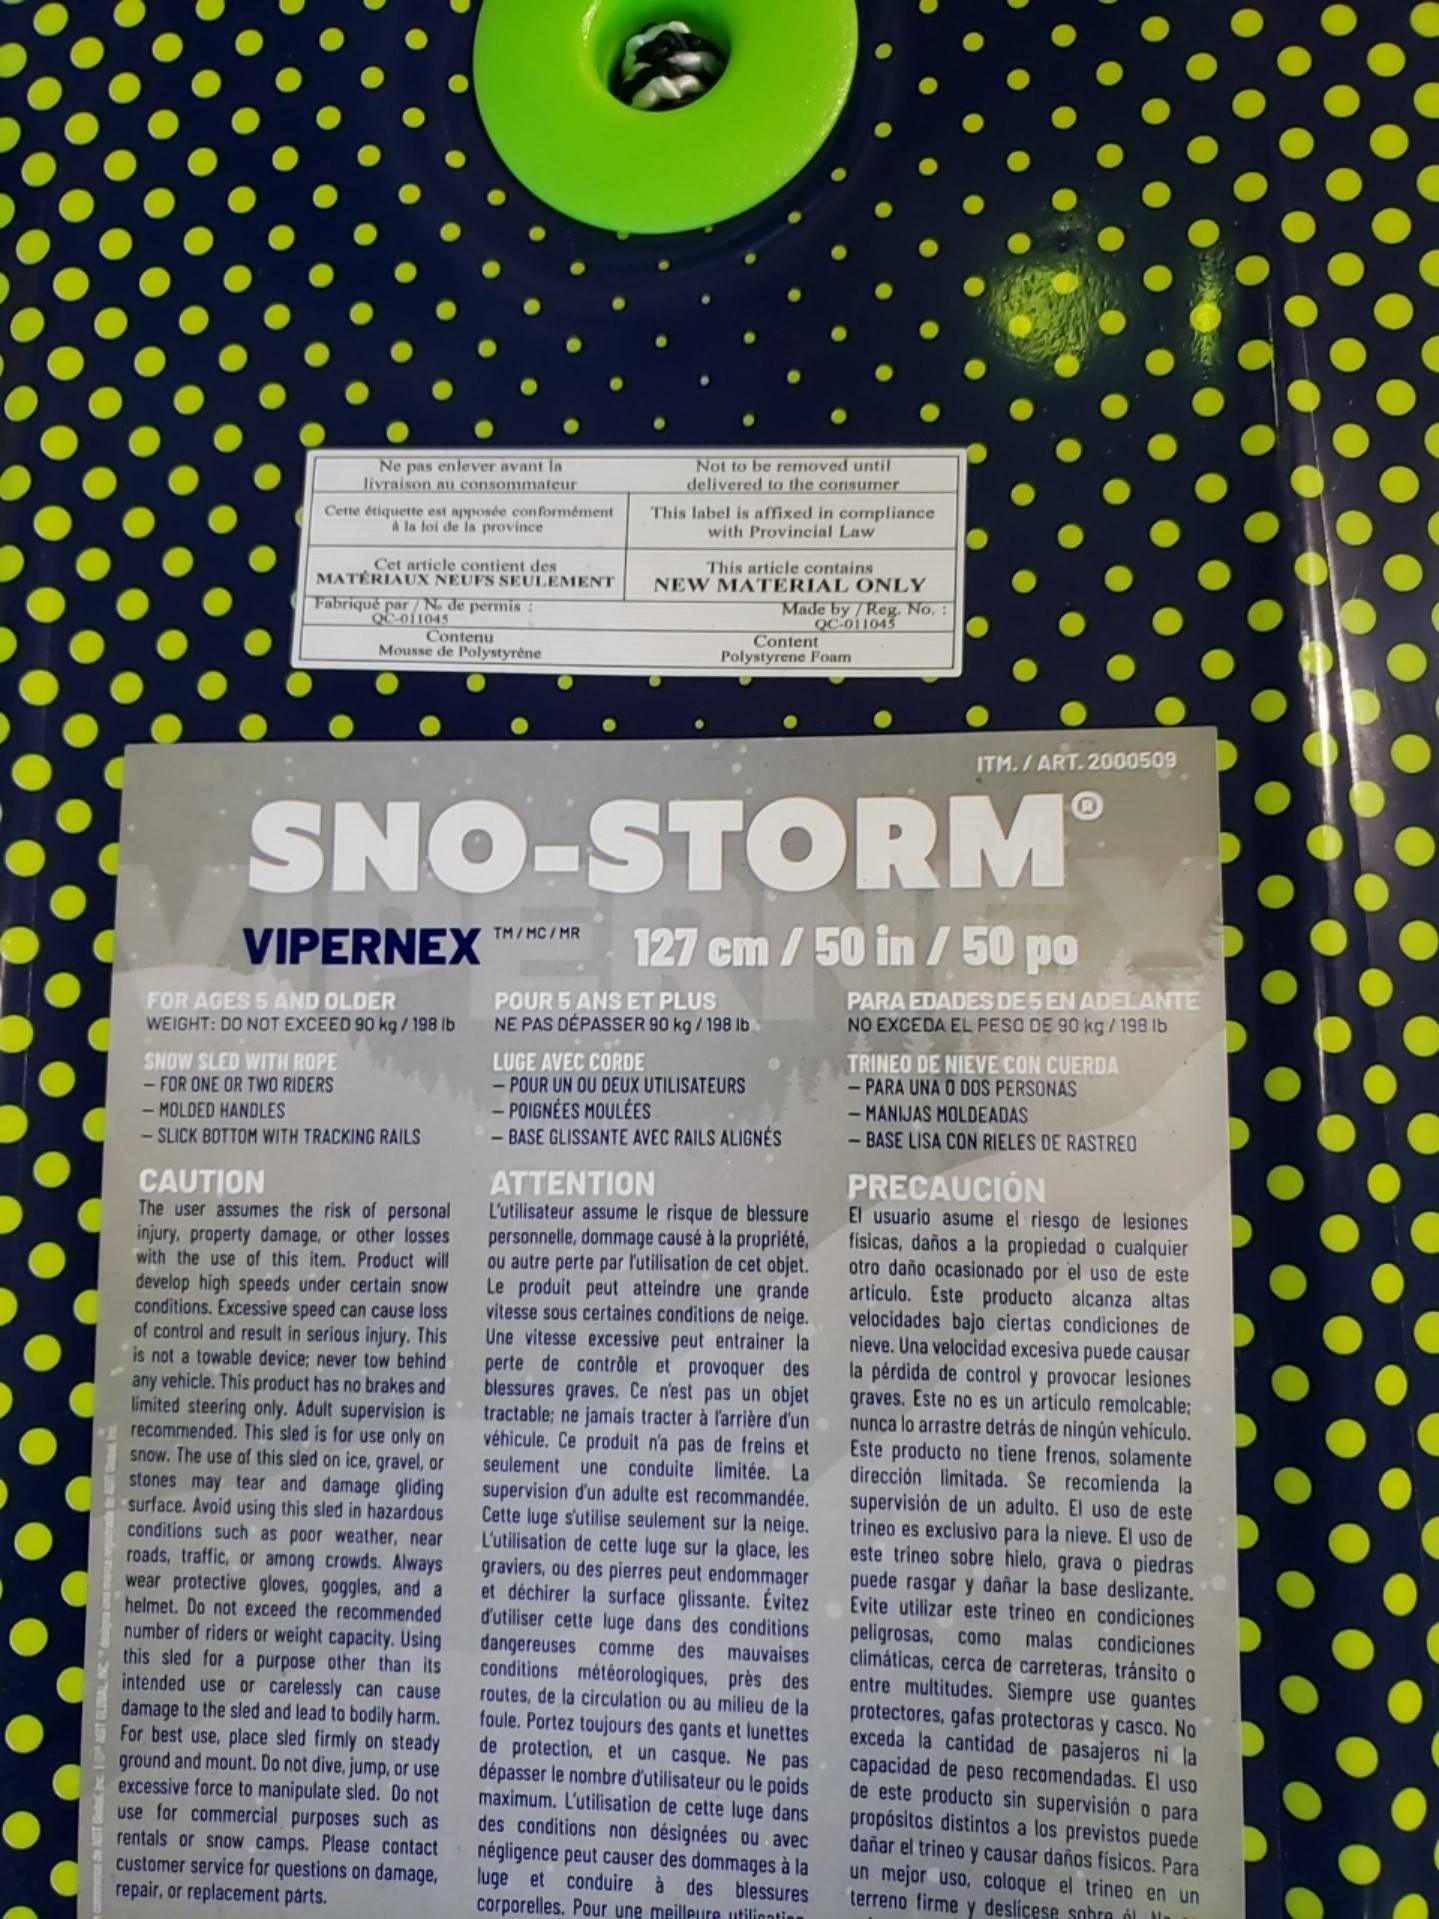 Ne pas enlever avant la
livraison au consommateur
Not to be removed until
delivered to the consumer
Cette étiquette est apposée conformément
à la loi de la province
This label is affixed in compliance
with Provincial Law
Cet article contient des
MATÉRIAUX NEUFS SEULEMENT
This article contains
NEW MATERIAL ONLY
Fabriqué par / No. de permis :
QC-011045
Made by / Reg. No. :
QC-011045
Contenu
Mousse de Polystyrène
Content
Polystyrene Foam
ITM. / ART. 2000509
SNO-STORM®
VIPERNEX
VIPERNEX TM / MC / MR 127 cm / 50 in / 50 po
FOR AGES 5 AND OLDER
WEIGHT: DO NOT EXCEED 90 kg / 198 lb
SNOW SLED WITH ROPE
– FOR ONE OR TWO RIDERS
– MOLDED HANDLES
– SLICK BOTTOM WITH TRACKING RAILS
CAUTION
The user assumes the risk of personal
injury, property damage, or other losses
with the use of this item. Product will
develop high speeds under certain snow
conditions. Excessive speed can cause loss
of control and result in serious injury. This
is not a towable device; never tow behind
any vehicle. This product has no brakes and
limited steering only. Adult supervision is
recommended. This sled is for use only on
snow. The use of this sled on ice, gravel, or
stones may tear and damage gliding
surface. Avoid using this sled in hazardous
conditions such as poor weather, near
roads, traffic, or among crowds. Always
wear protective gloves, goggles, and a
helmet. Do not exceed the recommended
number of riders or weight capacity. Using
this sled for a purpose other than its
intended use or carelessly can cause
damage to the sled and lead to bodily harm.
For best use, place sled firmly on steady
ground and mount. Do not dive, jump, or use
excessive force to manipulate sled. Do not
use for commercial purposes such as
rentals or snow camps. Please contact
customer service for questions on damage,
repair, or replacement parts.
POUR 5 ANS ET PLUS
NE PAS DÉPASSER 90 kg / 198 lb
LUGE AVEC CORDE
– POUR UN OU DEUX UTILISATEURS
– POIGNÉES MOULÉES
– BASE GLISSANTE AVEC RAILS ALIGNÉS
ATTENTION
L'utilisateur assume le risque de blessure
personnelle, dommage causé à la propriété,
ou autre perte par l'utilisation de cet objet.
Le produit peut atteindre une grande
vitesse sous certaines conditions de neige.
Une vitesse excessive peut entrainer la
perte de contrôle et provoquer des
blessures graves. Ce n'est pas un objet
tractable; ne jamais tracter à l'arrière d'un
véhicule. Ce produit n'a pas de freins et
seulement une conduite limitée. La
supervision d'un adulte est recommandée.
Cette luge s'utilise seulement sur la neige.
L'utilisation de cette luge sur la glace, les
graviers, ou des pierres peut endommager
et déchirer la surface glissante. Évitez
d'utiliser cette luge dans des conditions
dangereuses comme des mauvaises
conditions météorologiques, près des
routes, de la circulation ou au milieu de la
foule. Portez toujours des gants et lunettes
de protection, et un casque. Ne pas
dépasser le nombre d'utilisateur ou le poids
maximum. L'utilisation de cette luge dans
des conditions non désignées ou avec
négligence peut causer des dommages à la
luge et conduire à des blessures
corporelles. Pour une meilleure utilisation
PARA EDADES DE 5 EN ADELANTE
NO EXCEDA EL PESO DE 90 kg / 198 lb
TRINEO DE NIEVE CON CUERDA
– PARA UNA O DOS PERSONAS
– MANIJAS MOLDEADAS
– BASE LISA CON RIELES DE RASTREO
PRECAUCIÓN
El usuario asume el riesgo de lesiones
físicas, daños a la propiedad o cualquier
otro daño ocasionado por el uso de este
artículo. Este producto alcanza altas
velocidades bajo ciertas condiciones de
nieve. Una velocidad excesiva puede causar
la pérdida de control y provocar lesiones
graves. Este no es un artículo remolcable;
nunca lo arrastre detrás de ningún vehículo.
Este producto no tiene frenos, solamente
dirección limitada. Se recomienda la
supervisión de un adulto. El uso de este
trineo es exclusivo para la nieve. El uso de
este trineo sobre hielo, grava o piedras
puede rasgar y dañar la base deslizante.
Evite utilizar este trineo en condiciones
peligrosas, como malas condiciones
climáticas, cerca de carreteras, tránsito o
entre multitudes. Siempre use guantes
protectores, gafas protectoras y casco. No
exceda la cantidad de pasajeros ni la
capacidad de peso recomendadas. El uso
de este producto sin supervisión o para
propósitos distintos a los previstos puede
dañar el trineo y causar daños físicos. Para
un mejor uso, coloque el trineo en un
terreno firme y deslícese sobre él. No